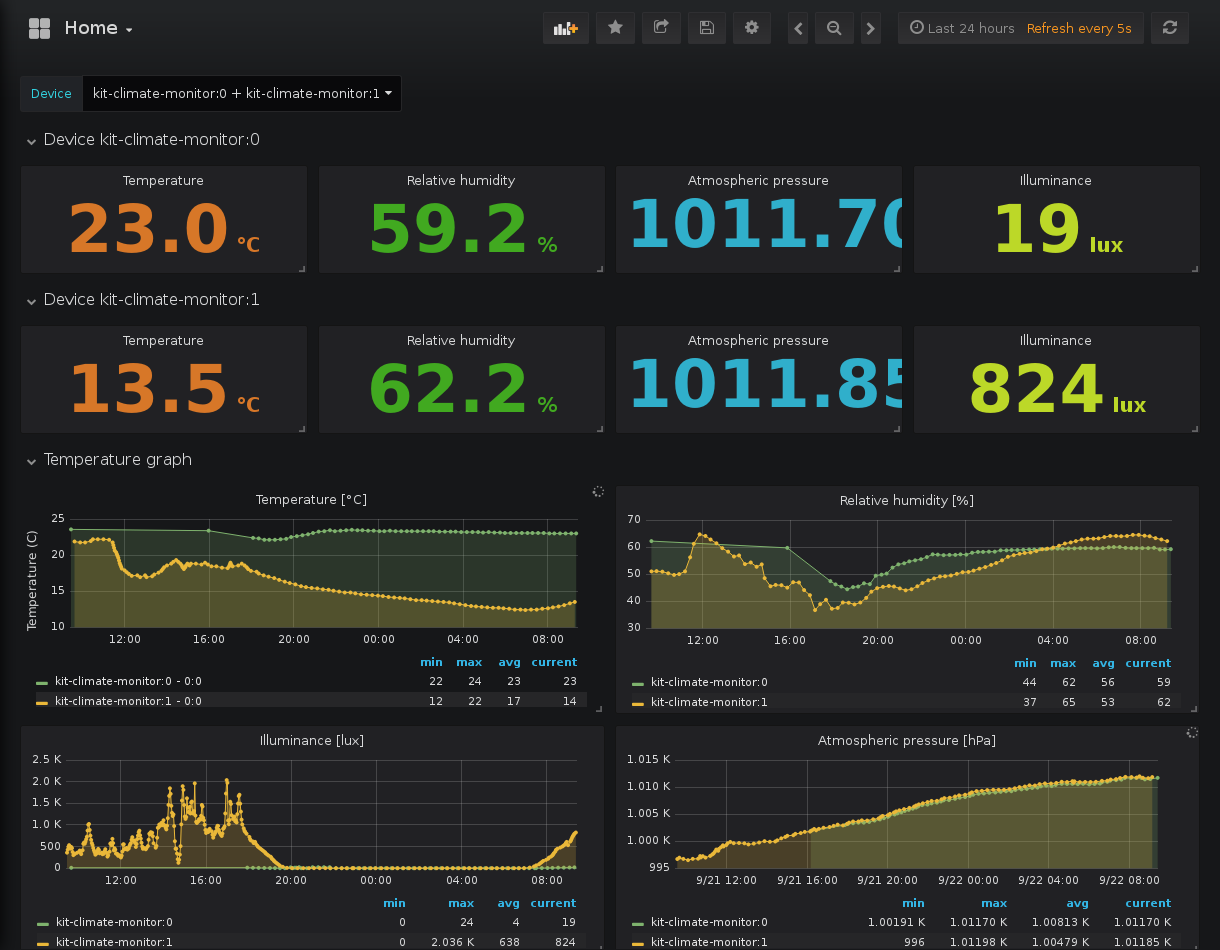 Home
Last 24 hours Refresh every 5s
Device kit-climate-monitor:0 + kit-climate-monitor:1
Device kit-climate-monitor:0
Temperature Relative humidity Atmospheric pressure Illuminance
23.0 °C 59.2 % 1011.70 19 lux
Device kit-climate-monitor:1
Temperature Relative humidity Atmospheric pressure Illuminance
13.5 °C 62.2 % 1011.85 824 lux
Temperature graph
Temperature [°C]
Temperature (C)
25
20
15
10
12:00 16:00 20:00 00:00 04:00 08:00
min max avg current
kit-climate-monitor:0 - 0:0 22 24 23 23
kit-climate-monitor:1 - 0:0 12 22 17 14
Relative humidity [%]
70
60
50
40
30
12:00 16:00 20:00 00:00 04:00 08:00
min max avg current
kit-climate-monitor:0 44 62 56 59
kit-climate-monitor:1 37 65 53 62
Illuminance [lux]
2.5 K
2.0 K
1.5 K
1.0 K
500
0
12:00 16:00 20:00 00:00 04:00 08:00
min max avg current
kit-climate-monitor:0 0 24 4 19
kit-climate-monitor:1 0 2.036 K 638 824
Atmospheric pressure [hPa]
1.015 K
1.010 K
1.005 K
1.000 K
995
9/21 12:00 9/21 16:00 9/21 20:00 9/22 00:00 9/22 04:00 9/22 08:00
min max avg current
kit-climate-monitor:0 1.00191 K 1.01170 K 1.00813 K 1.01170 K
kit-climate-monitor:1 996 1.01198 K 1.00479 K 1.01185 K